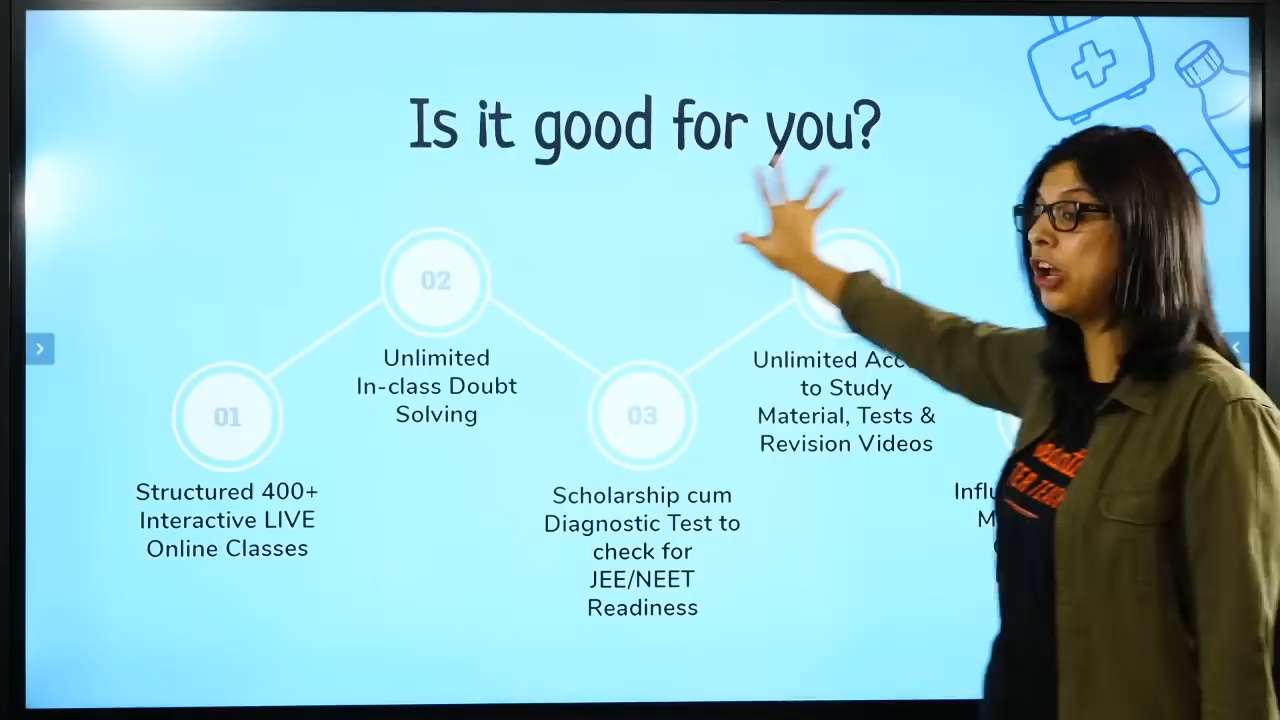 Is it good for you?
01
Structured 400+
Interactive LIVE
Online Classes
02
Unlimited
In-class Doubt
Solving
03
Scholarship cum
Diagnostic Test to
check for
JEE/NEET
Readiness
Unlimited
to Study
Material, Tests &
Revision Videos